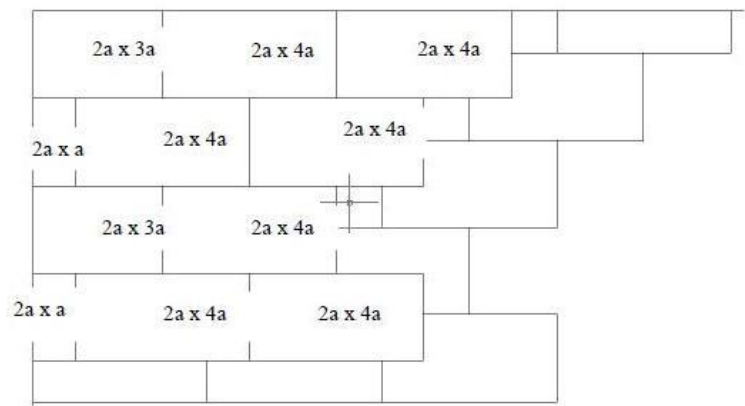 2a x 3a 2a x 4a 2a x 4a
2a x a 2a x 4a 2a x 4a
2a x 3a 2a x 4a
2a x a 2a x 4a 2a x 4a